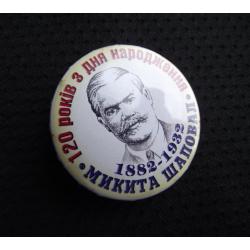 120 років з дня народження
1882-1932
• МИКИТА ШАПОВАЛ •